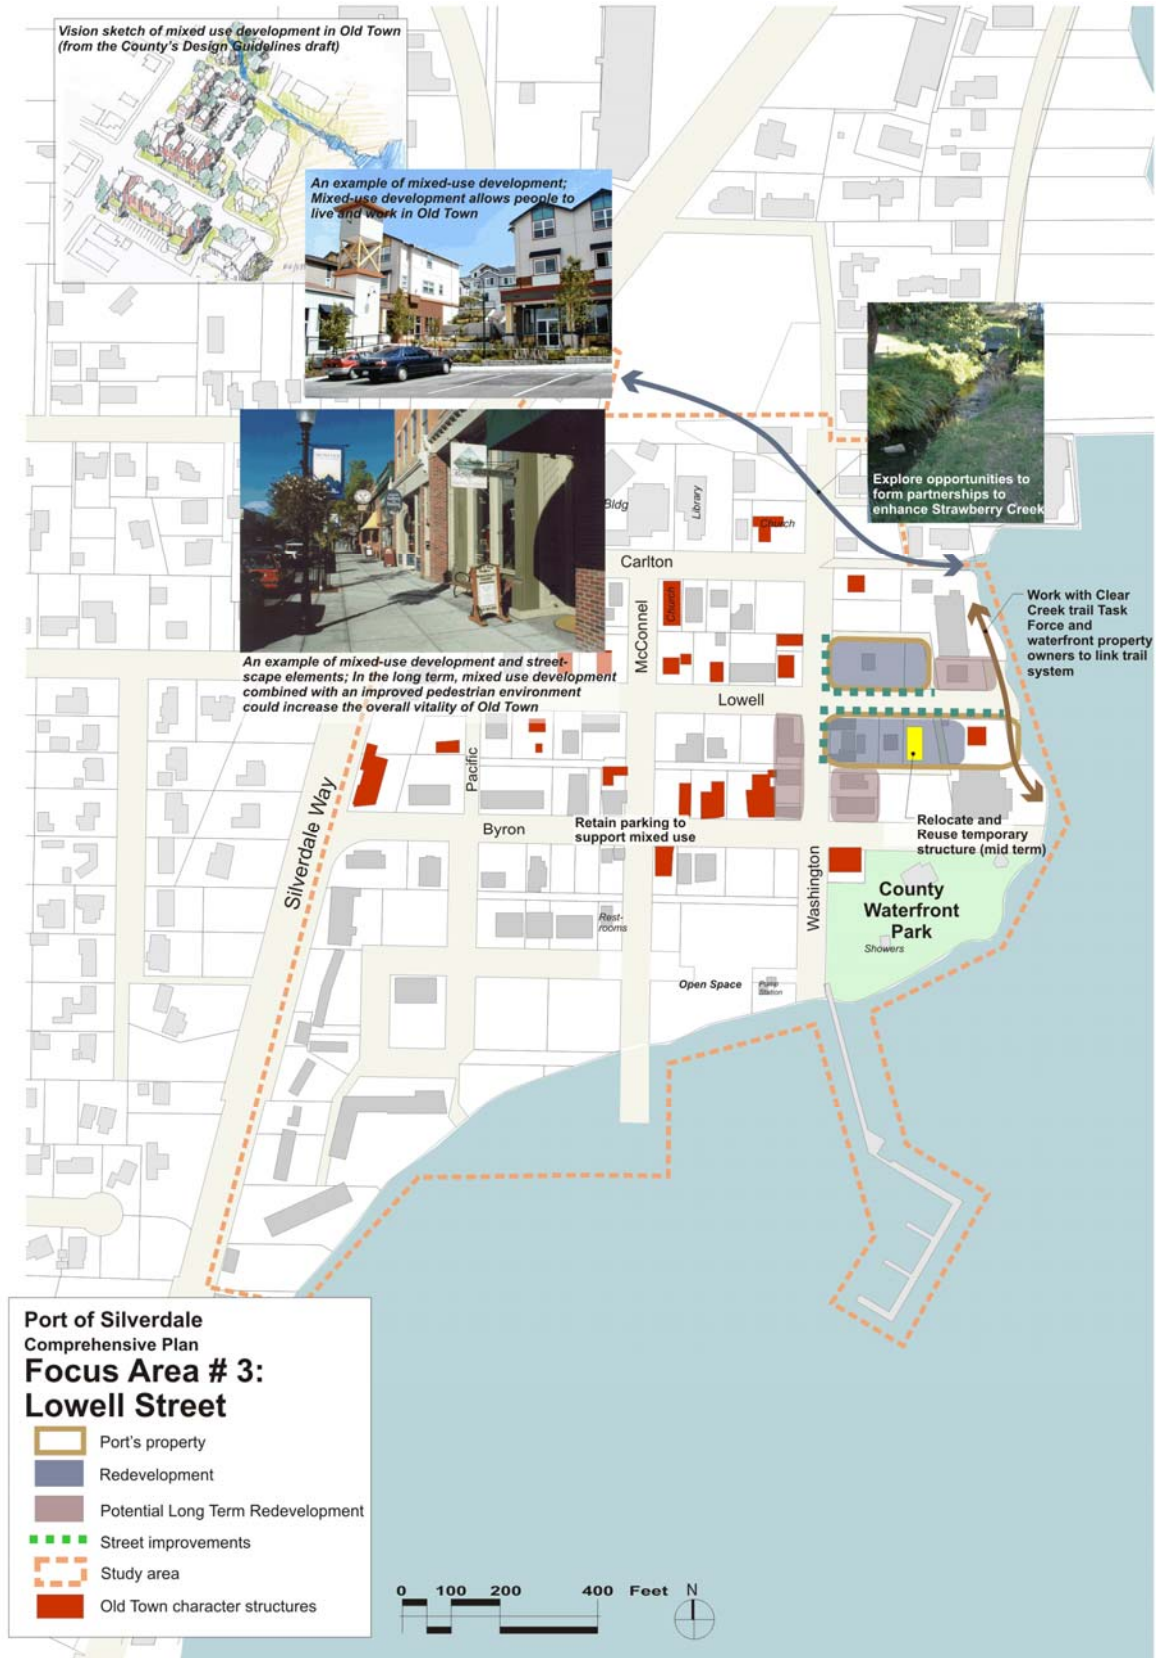 Vision sketch of mixed use development in Old Town
(from the County's Design Guidelines draft)
An example of mixed-use development;
Mixed-use development allows people to
live and work in Old Town
Explore opportunities to
form partnerships to
enhance Strawberry Creek
Bldg
Library
Church
Carlton
Church
McConnel
Work with Clear
Creek trail Task
Force and
waterfront property
owners to link trail
system
An example of mixed-use development and street-
scape elements; In the long term, mixed use development
combined with an improved pedestrian environment
could increase the overall vitality of Old Town
Lowell
Pacific
Silverdale Way
Byron
Retain parking to
support mixed use
Relocate and
Reuse temporary
structure (mid term)
Washington
County
Waterfront
Park
Showers
Rest-
rooms
Open Space
Pump
Station
Port of Silverdale
Comprehensive Plan
Focus Area # 3:
Lowell Street
Port's property
Redevelopment
Potential Long Term Redevelopment
Street improvements
Study area
Old Town character structures
0 100 200 400 Feet N